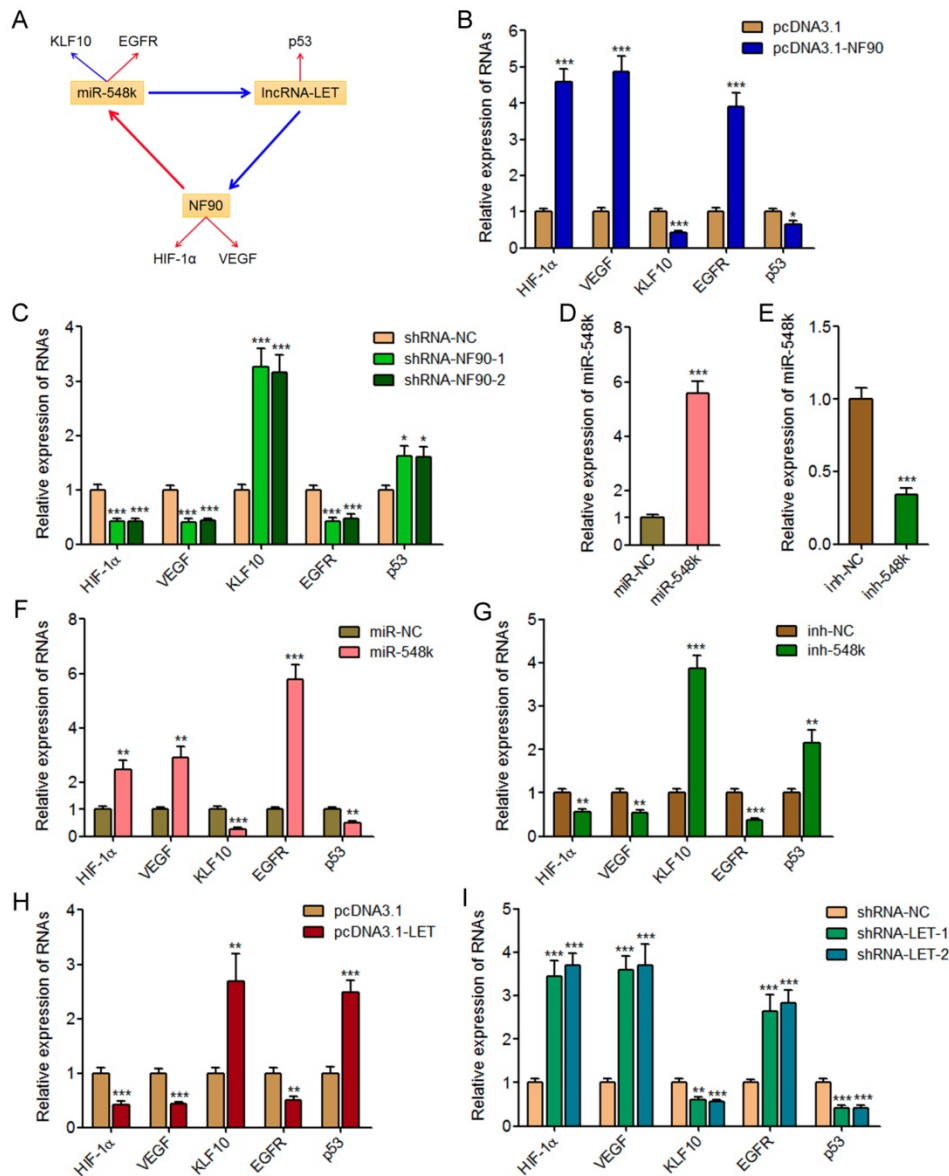 A
KLF10 EGFR p53
miR-548k lncRNA-LET
NF90
HIF-1α VEGF
B
pcDNA3.1
pcDNA3.1-NF90
Relative expression of RNAs
6
5
4
3
2
1
0
*** *** *** *** *
HIF-1α VEGF KLF10 EGFR p53
C
shRNA-NC
shRNA-NF90-1
shRNA-NF90-2
Relative expression of RNAs
4
3
2
1
0
*** *** *** *** *** *** *** *** * *
HIF-1α VEGF KLF10 EGFR p53
D
Relative expression of miR-548k
8
6
4
2
0
***
miR-NC miR-548k
E
Relative expression of miR-548k
1.5
1.0
0.5
0.0
***
inh-NC inh-548k
F
miR-NC
miR-548k
Relative expression of RNAs
8
6
4
2
1
0
** ** *** *** **
HIF-1α VEGF KLF10 EGFR p53
G
inh-NC
inh-548k
Relative expression of RNAs
5
4
3
2
1
0
** ** *** *** **
HIF-1α VEGF KLF10 EGFR p53
H
pcDNA3.1
pcDNA3.1-LET
Relative expression of RNAs
4
3
2
1
0
*** *** ** ** ***
HIF-1α VEGF KLF10 EGFR p53
I
shRNA-NC
shRNA-LET-1
shRNA-LET-2
Relative expression of RNAs
5
4
3
2
1
0
*** *** *** *** ** *** *** *** *** ***
HIF-1α VEGF KLF10 EGFR p53